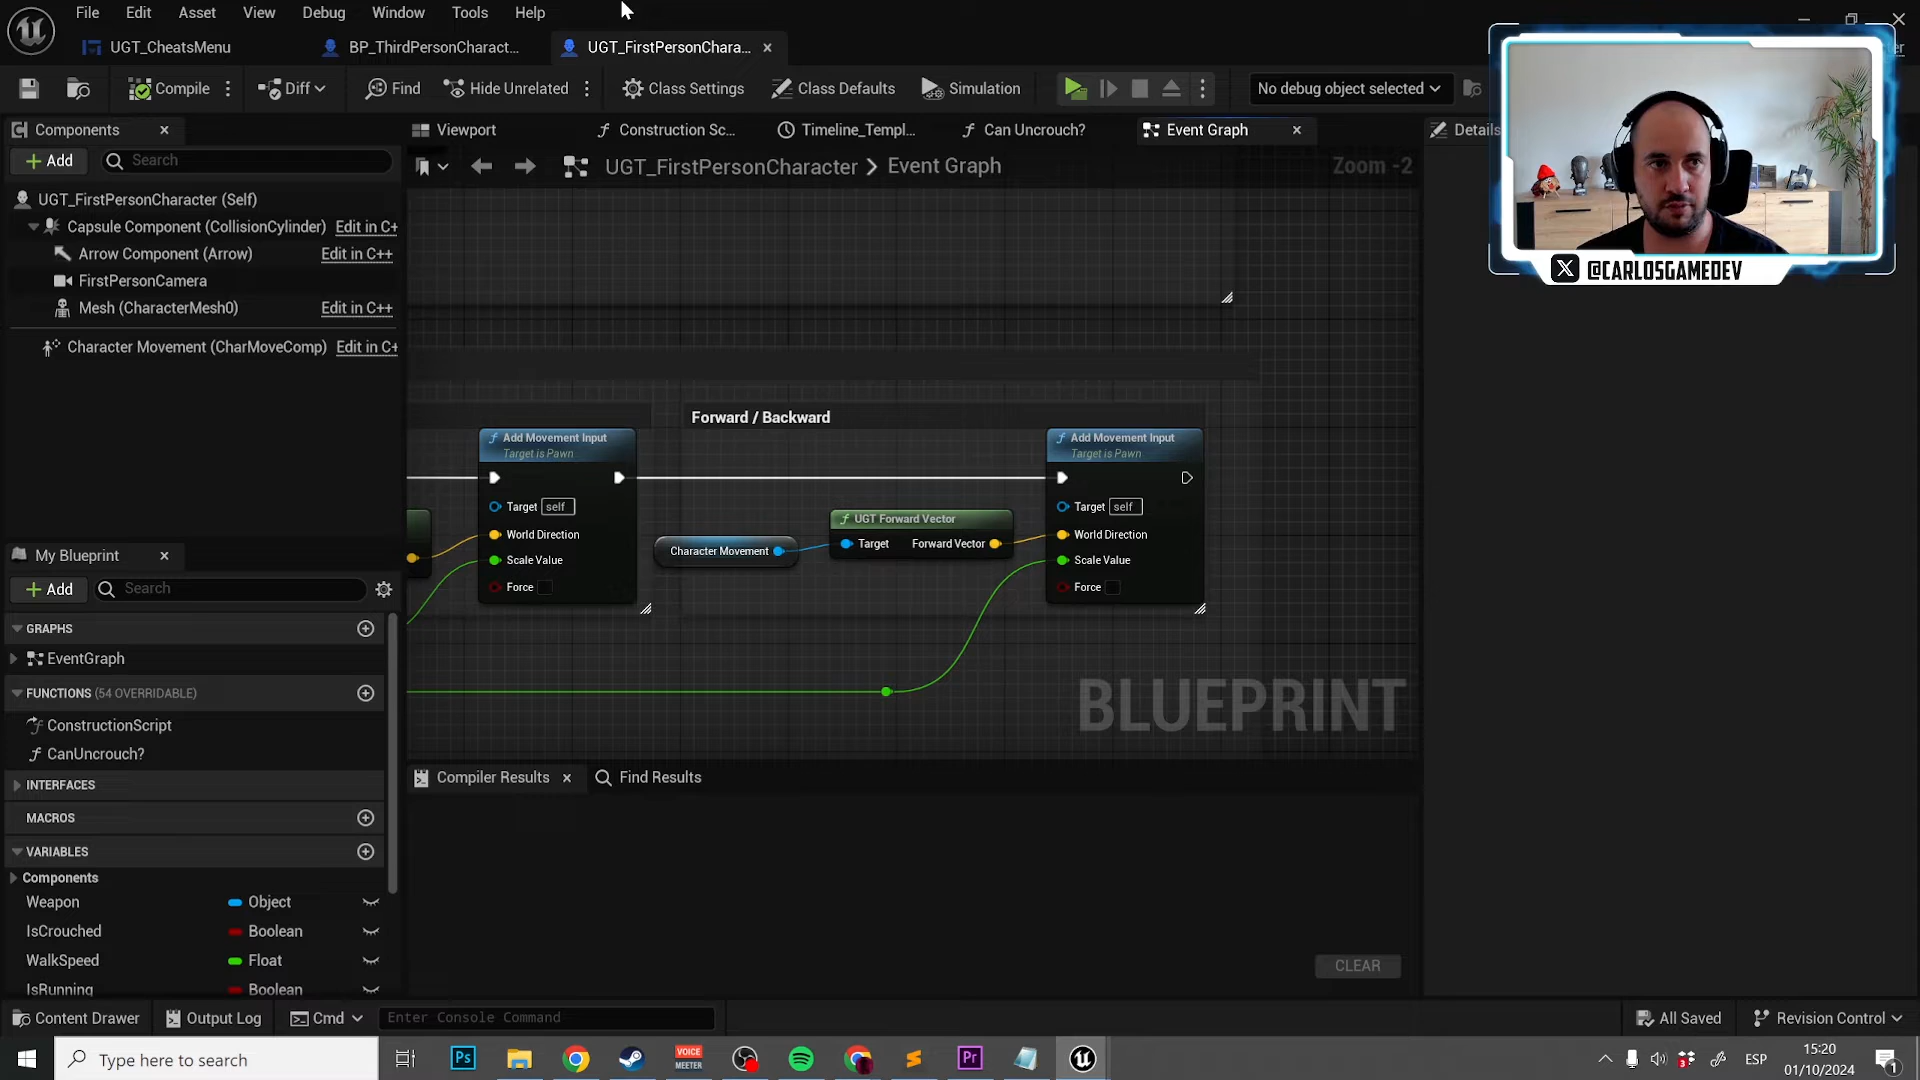 File Edit Asset View Debug Window Tools Help
UGT_CheatsMenu BP_ThirdPersonCharact... UGT_FirstPersonChara...
Compile Diff Find Hide Unrelated Class Settings Class Defaults Simulation No debug object selected
Components Viewport Construction Sc... Timeline_Templ... Can Uncrouch? Event Graph Details
Add Search UGT_FirstPersonCharacter Event Graph Zoom -2
UGT_FirstPersonCharacter (Self)
Capsule Component (CollisionCylinder) Edit in C+
Arrow Component (Arrow) Edit in C++
FirstPersonCamera
Mesh (CharacterMesh0) Edit in C++
Character Movement (CharMoveComp) Edit in C+
@CARLOSGAMEDEV
Forward / Backward
Add Movement Input
Target is Pawn
Target self
World Direction
Scale Value
Force
Character Movement
UGT Forward Vector
Target Forward Vector
Add Movement Input
Target is Pawn
Target self
World Direction
Scale Value
Force
BLUEPRINT
My Blueprint
Add Search
GRAPHS
EventGraph
FUNCTIONS (54 OVERRIDABLE)
ConstructionScript
CanUncrouch?
INTERFACES
MACROS
VARIABLES
Components
Weapon Object
IsCrouched Boolean
WalkSpeed Float
IsRunning Boolean
Compiler Results Find Results
CLEAR
Content Drawer Output Log Cmd Enter Console Command All Saved Revision Control
Type here to search Ps VOICE MEETER Pr ESP 15:20
01/10/2024 1